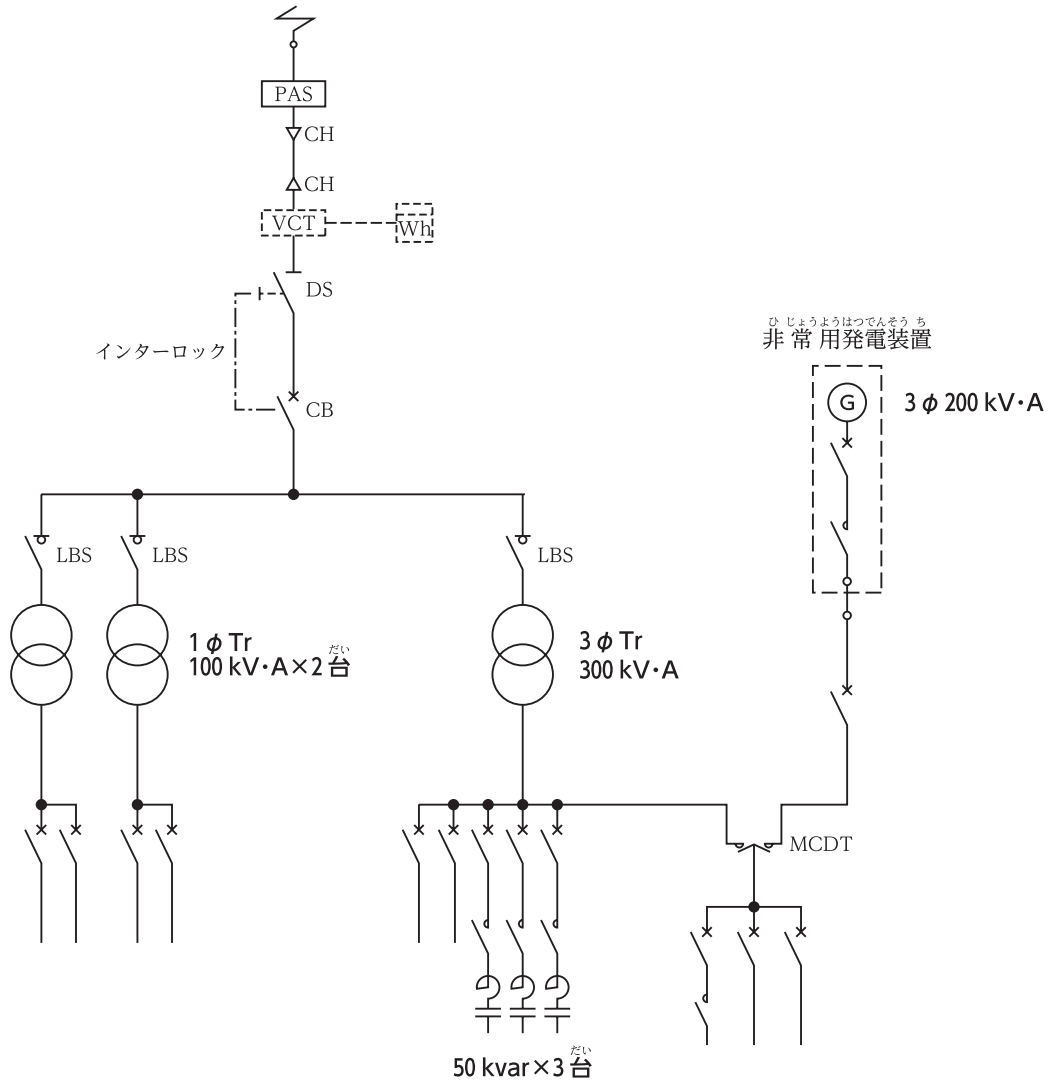 PAS
CH
CH
VCT
Wh
DS
インターロック
CB
ひじょうようはつでんそうち
非常用発電装置
G
3φ 200 kV・A
LBS
LBS
LBS
1φ Tr
だい
100 kV・A×2 台
3φ Tr
300 kV・A
MCDT
だい
50 kvar×3 台